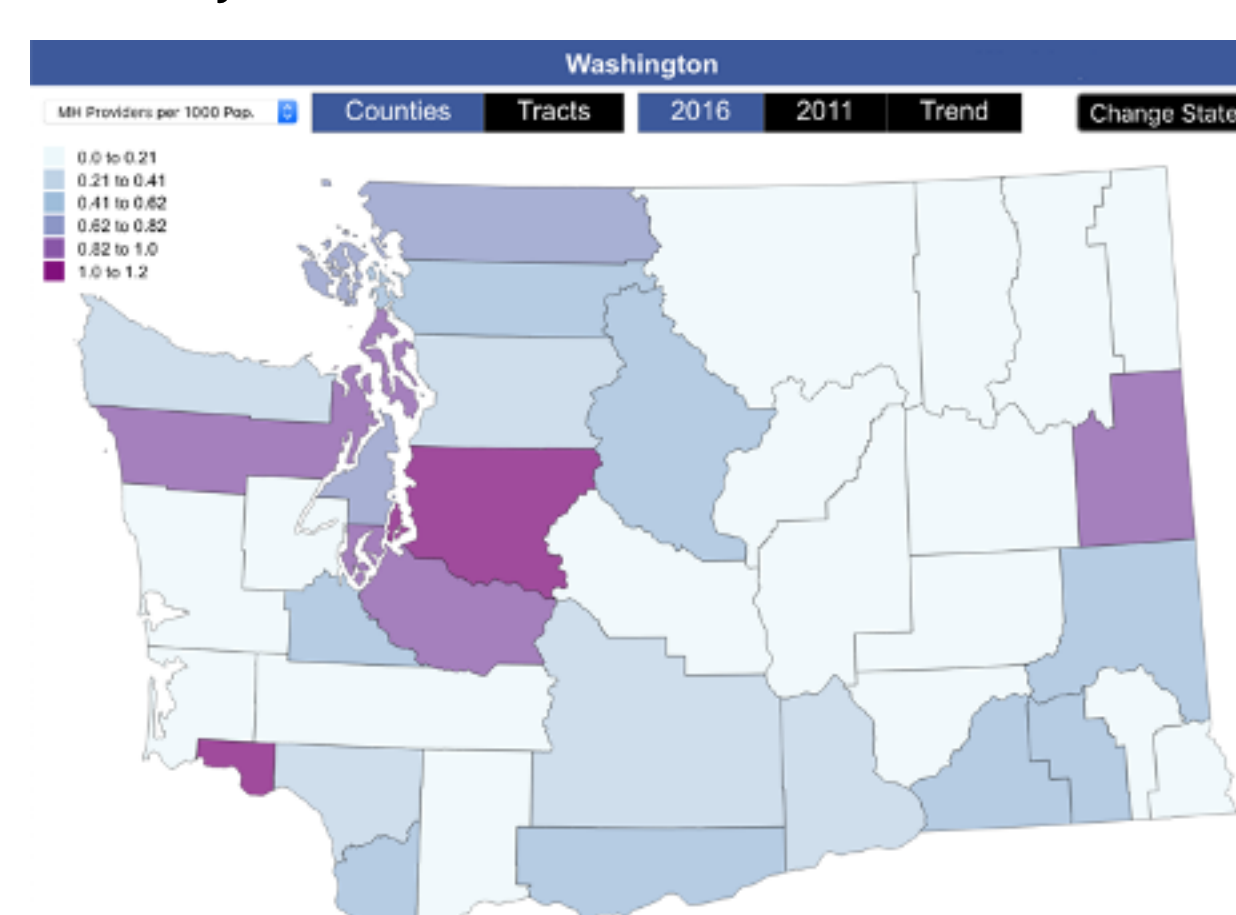 Washington
MH Providers per 1000 Pop.
Counties
Tracts
2016
2011
Trend
Change State
0.0 to 0.21
0.21 to 0.41
0.41 to 0.62
0.62 to 0.82
0.82 to 1.0
1.0 to 1.2